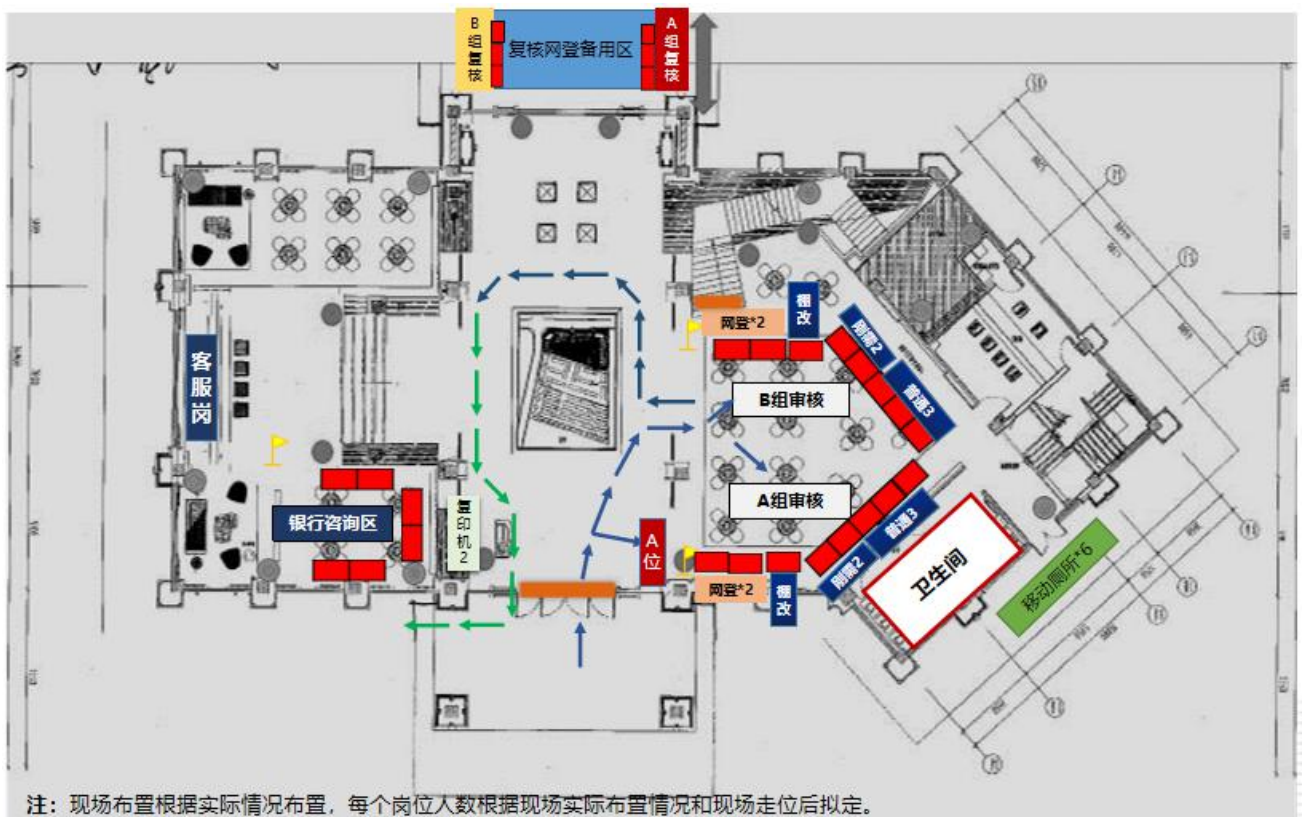 B组复核
复核网登备用区
A组复核
网登*2
棚改
刚需2
普通3
客服岗
B组审核
A组审核
银行咨询区
复印机2
A位
网登*2
棚改
刚需2
普通3
卫生间
移动厕所*6
注：现场布置根据实际情况布置，每个岗位人数根据现场实际布置情况和现场走位后拟定。